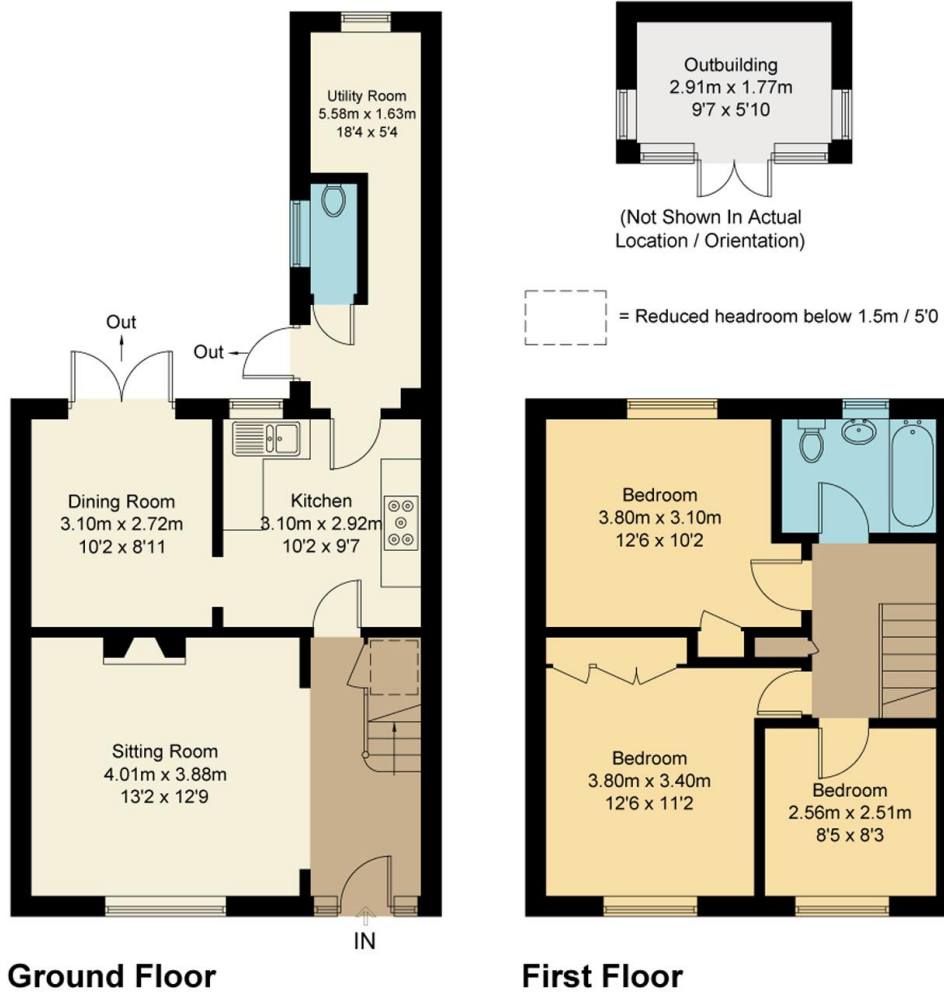 Utility Room
5.58m x 1.63m
18'4 x 5'4
Outbuilding
2.91m x 1.77m
9'7 x 5'10
(Not Shown In Actual
Location / Orientation)
= Reduced headroom below 1.5m / 5'0
Out
Out
Dining Room
3.10m x 2.72m
10'2 x 8'11
Kitchen
3.10m x 2.92m
10'2 x 9'7
Sitting Room
4.01m x 3.88m
13'2 x 12'9
IN
Bedroom
3.80m x 3.10m
12'6 x 10'2
Bedroom
3.80m x 3.40m
12'6 x 11'2
Bedroom
2.56m x 2.51m
8'5 x 8'3
Ground Floor
First Floor